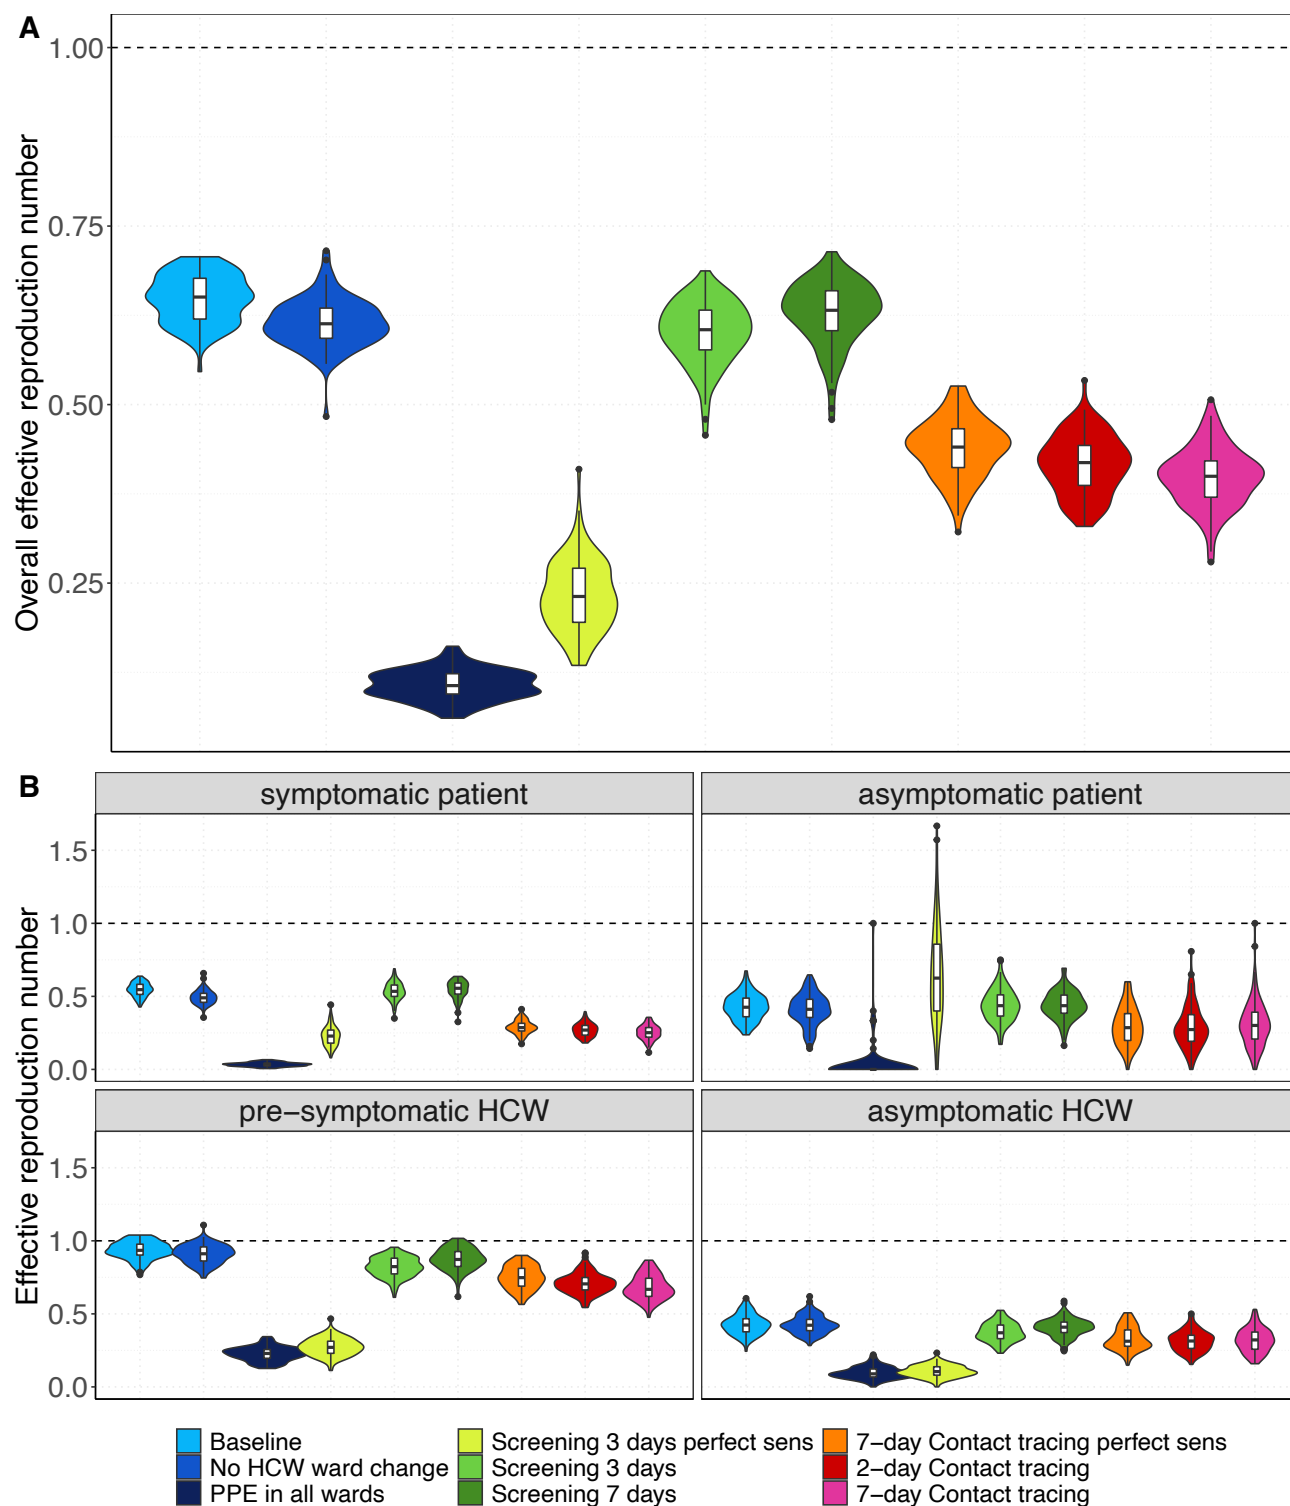 A
1.00
0.75
0.50
0.25
Overall effective reproduction number
B
symptomatic patient
asymptomatic patient
1.5
1.0
0.5
0.0
pre−symptomatic HCW
asymptomatic HCW
1.5
1.0
0.5
0.0
Effective reproduction number
Baseline
No HCW ward change
PPE in all wards
Screening 3 days perfect sens
Screening 3 days
Screening 7 days
7−day Contact tracing perfect sens
2−day Contact tracing
7−day Contact tracing